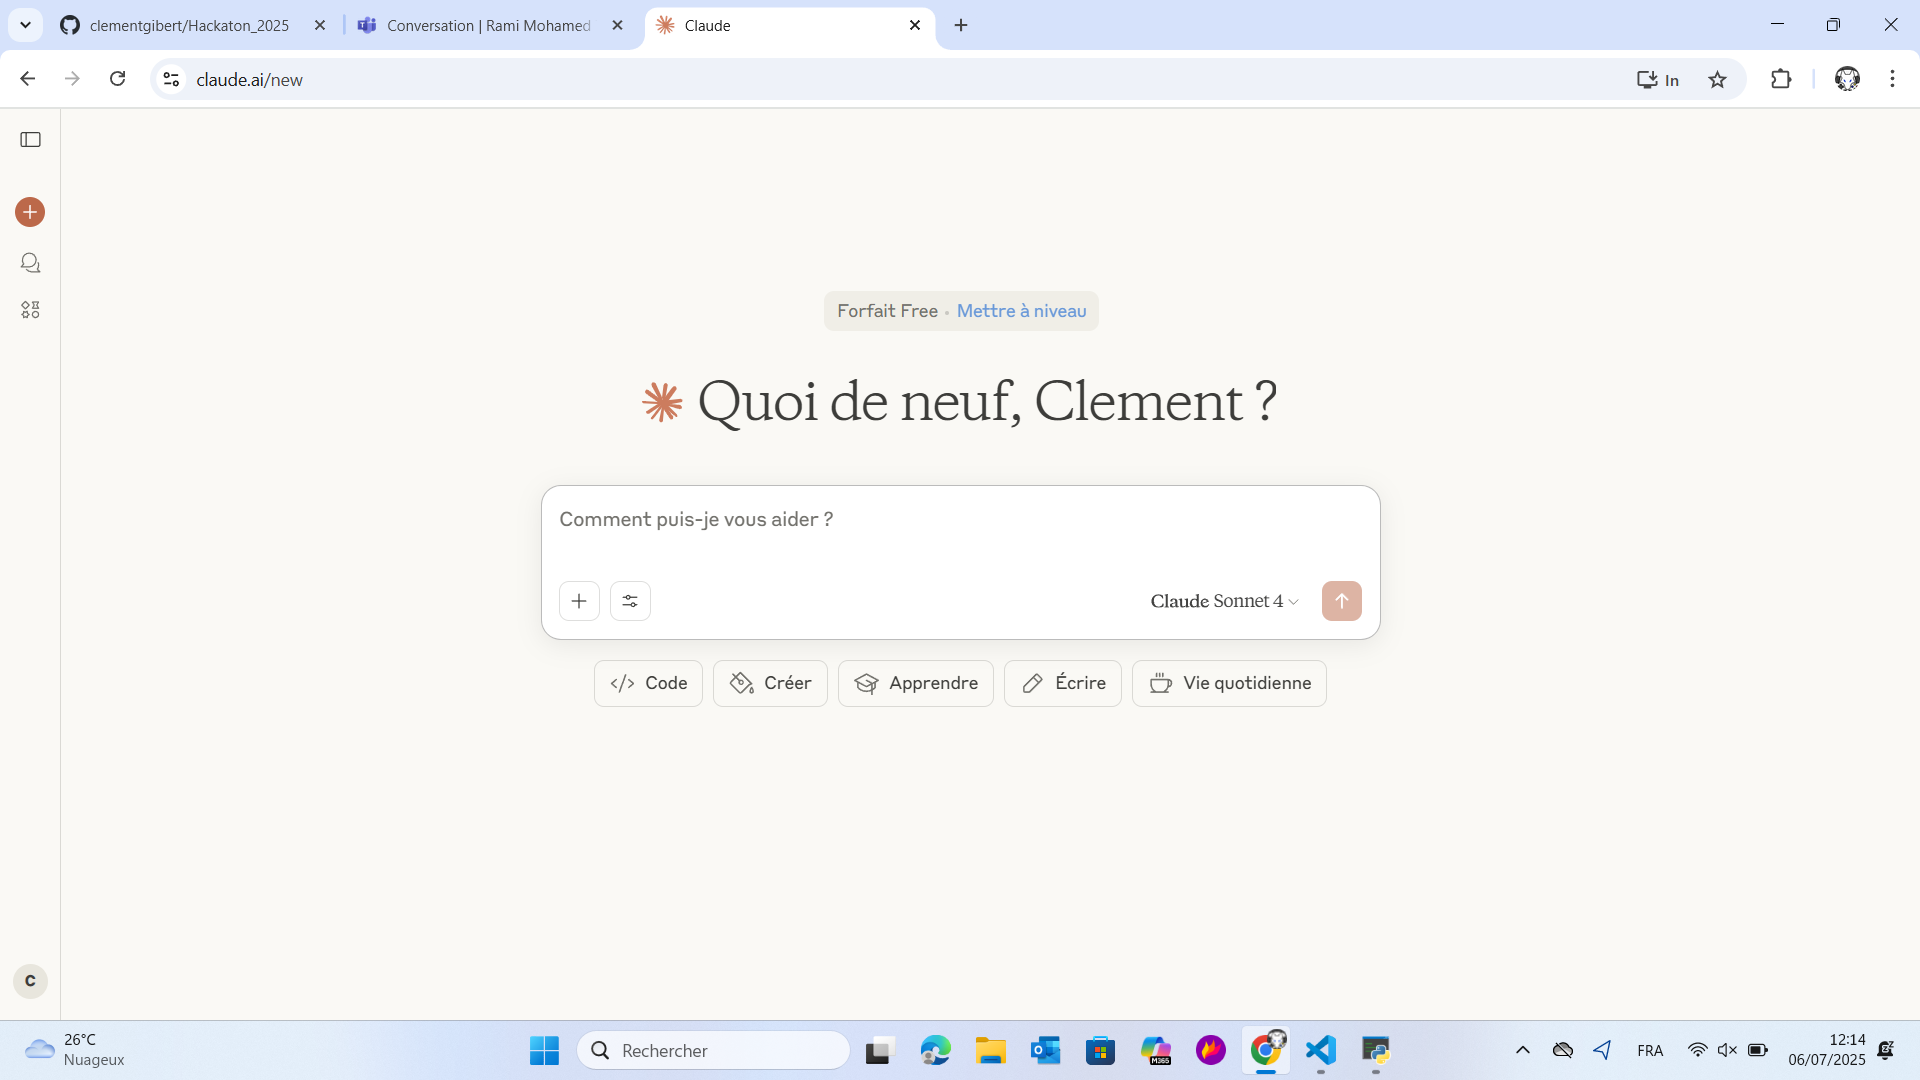 clementgibert/Hackaton_2025
Conversation | Rami Mohamed
Claude
claude.ai/new
In
Forfait Free • Mettre à niveau
Quoi de neuf, Clement ?
Comment puis-je vous aider ?
Claude Sonnet 4
Code
Créer
Apprendre
Écrire
Vie quotidienne
C
26°C
Nuageux
Rechercher
M365
FRA
12:14
06/07/2025